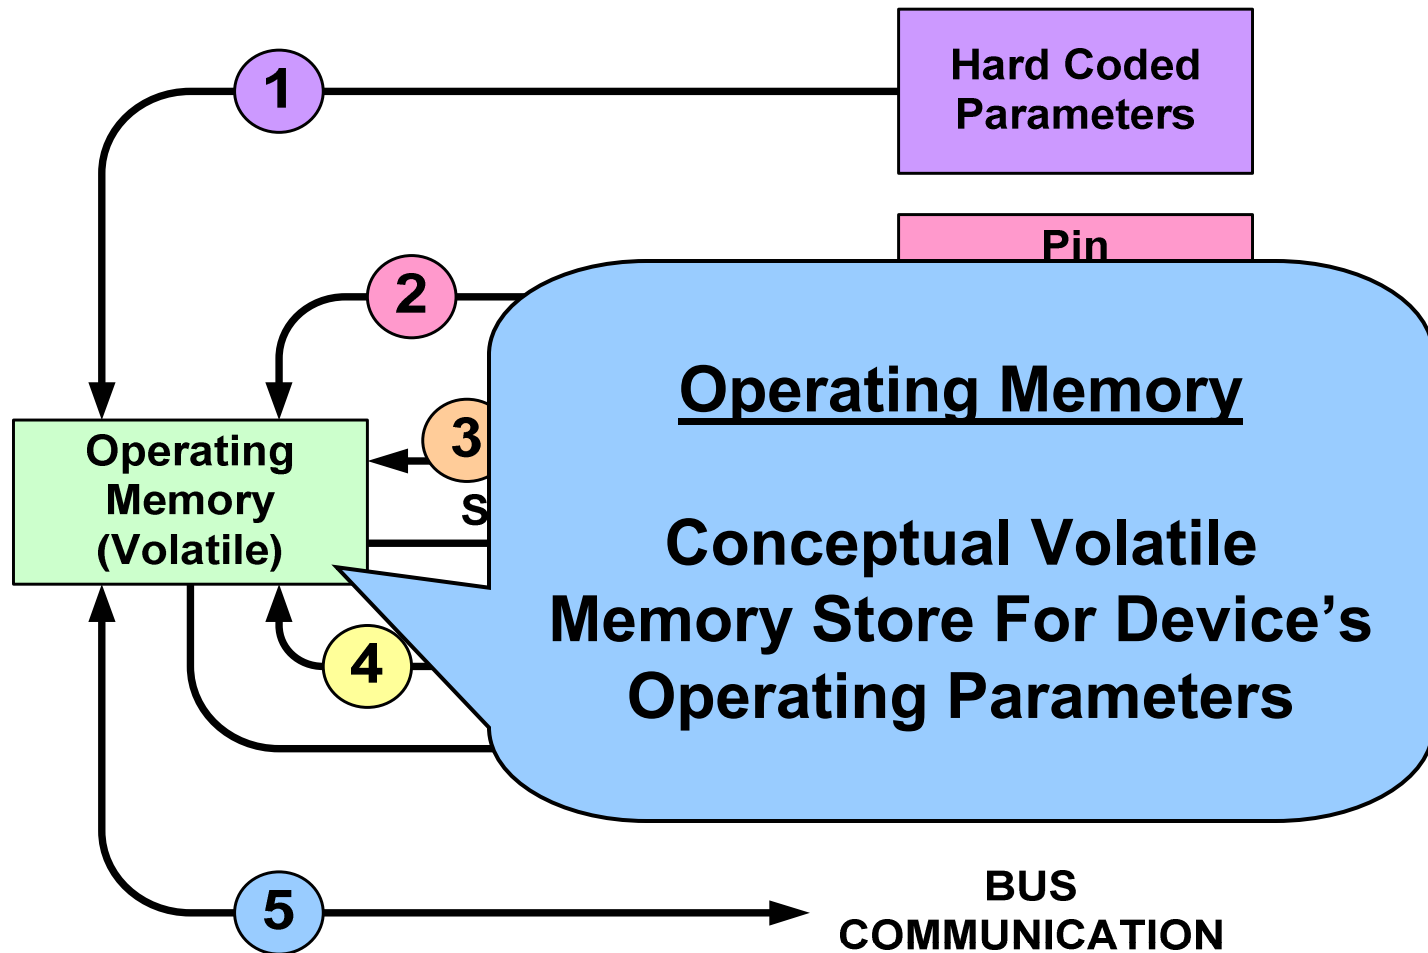 1
Hard Coded
Parameters
Pin
2
Operating Memory
Conceptual Volatile
Memory Store For Device’s
Operating Parameters
3
S
Operating
Memory
(Volatile)
4
5
BUS
COMMUNICATION